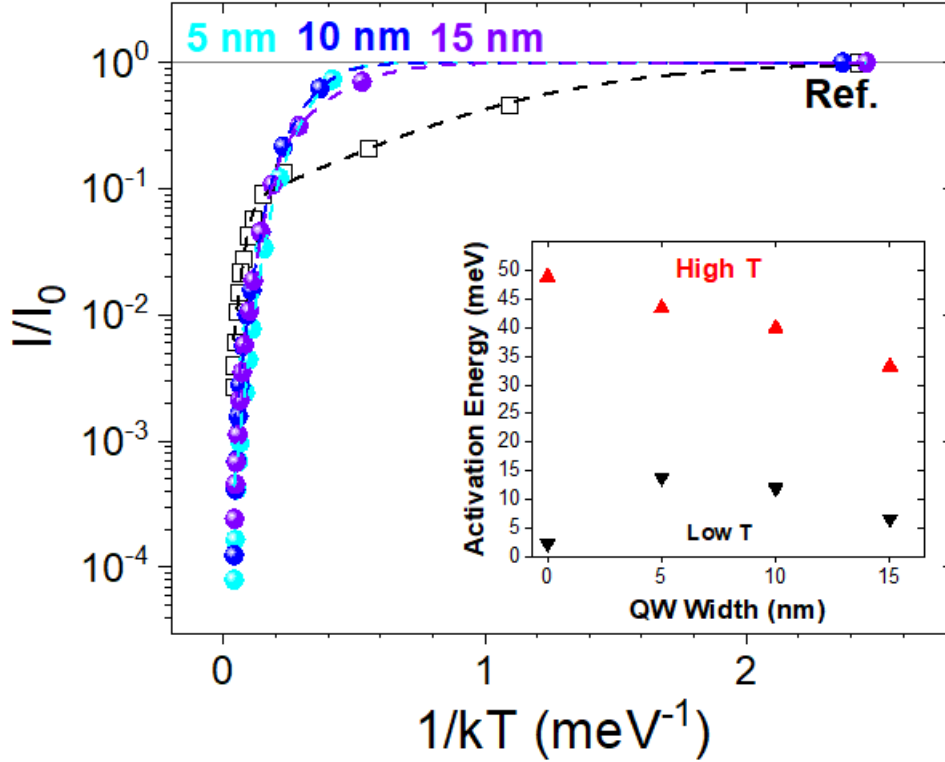 5 nm 10 nm 15 nm
10⁰
Ref.
10⁻¹
10⁻²
10⁻³
10⁻⁴
I/I₀
0 1 2
1/kT (meV⁻¹)
50
45
40
35
30
25
20
15
10
5
0
Activation Energy (meV)
High T
Low T
0 5 10 15
QW Width (nm)